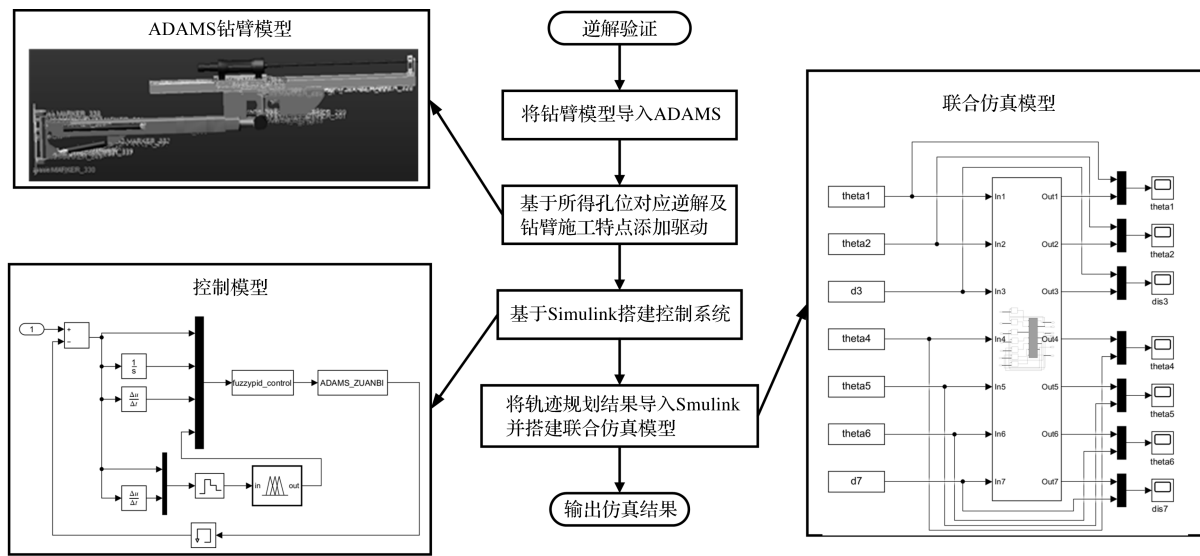 ADAMS钻臂模型
MARKER_330
逆解验证
将钻臂模型导入ADAMS
基于所得孔位对应逆解及
钻臂施工特点添加驱动
基于Simulink搭建控制系统
将轨迹规划结果导入Smulink
并搭建联合仿真模型
输出仿真结果
控制模型
1
+
−
1
s
Δu
Δt
fuzzypid_control
ADAMS_ZUANBI
Δu
Δt
in
out
联合仿真模型
theta1
In1
Out1
theta1
theta2
In2
Out2
theta2
d3
In3
Out3
dis3
theta4
In4
Out4
theta4
theta5
In5
Out5
theta5
theta6
In6
Out6
theta6
d7
In7
Out7
dis7